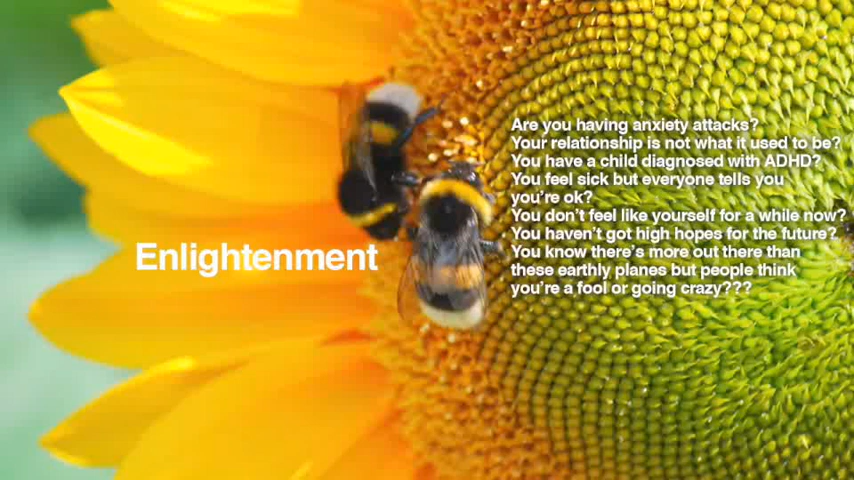 Enlightenment
Are you having anxiety attacks?
Your relationship is not what it used to be?
You have a child diagnosed with ADHD?
You feel sick but everyone tells you
you're ok?
You don't feel like yourself for a while now?
You haven't got high hopes for the future?
You know there's more out there than
these earthly planes but people think
you're a fool or going crazy???